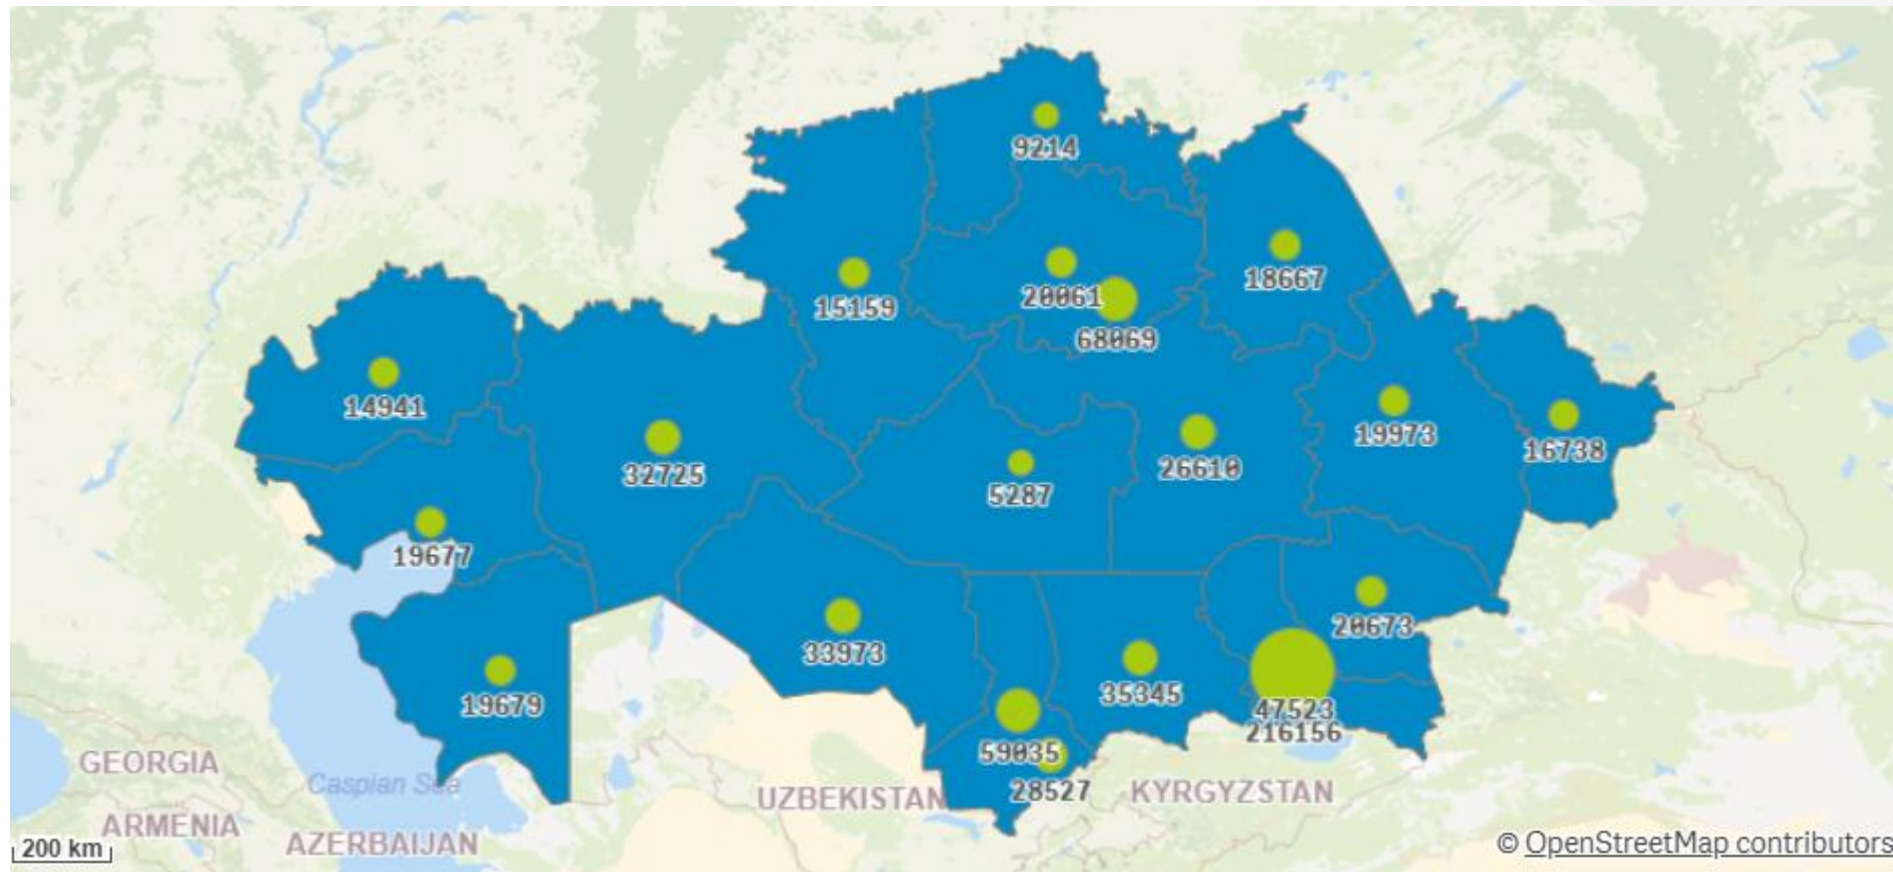 9214
18667
15159
20061
68069
14941
19973
16738
32725
26610
5287
19677
20673
33973
35345
19679
47523
216156
59035
28527
GEORGIA
Caspian Sea
UZBEKISTAN
KYRGYZSTAN
ARMENIA
AZERBAIJAN
200 km
© OpenStreetMap contributors